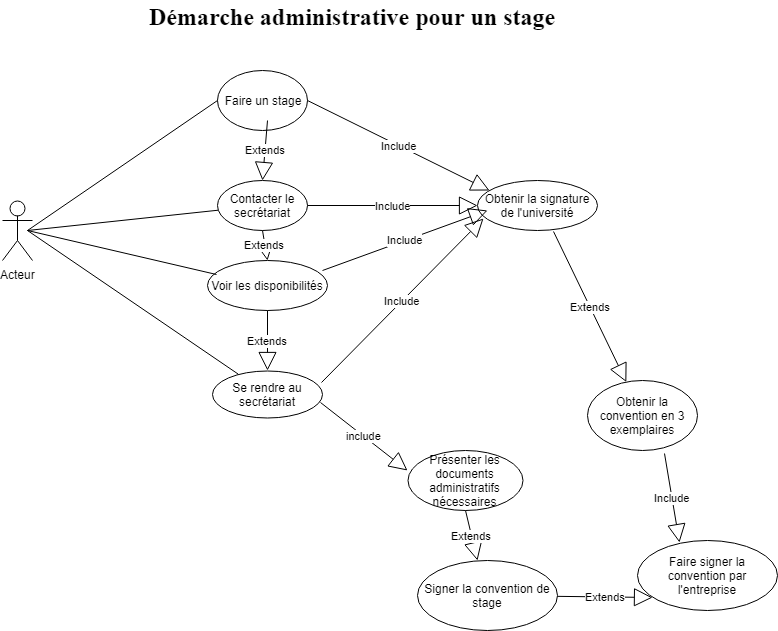 Démarche administrative pour un stage
Faire un stage
Extends
Include
Contacter le
secrétariat
Include
Obtenir la signature
de l'université
Acteur
Extends
Include
Voir les disponibilités
Include
Extends
Extends
Se rendre au
secrétariat
include
Obtenir la
convention en 3
exemplaires
Présenter les
documents
administratifs
nécessaires
Include
Extends
Faire signer la
convention par
l'entreprise
Signer la convention de
stage
Extends